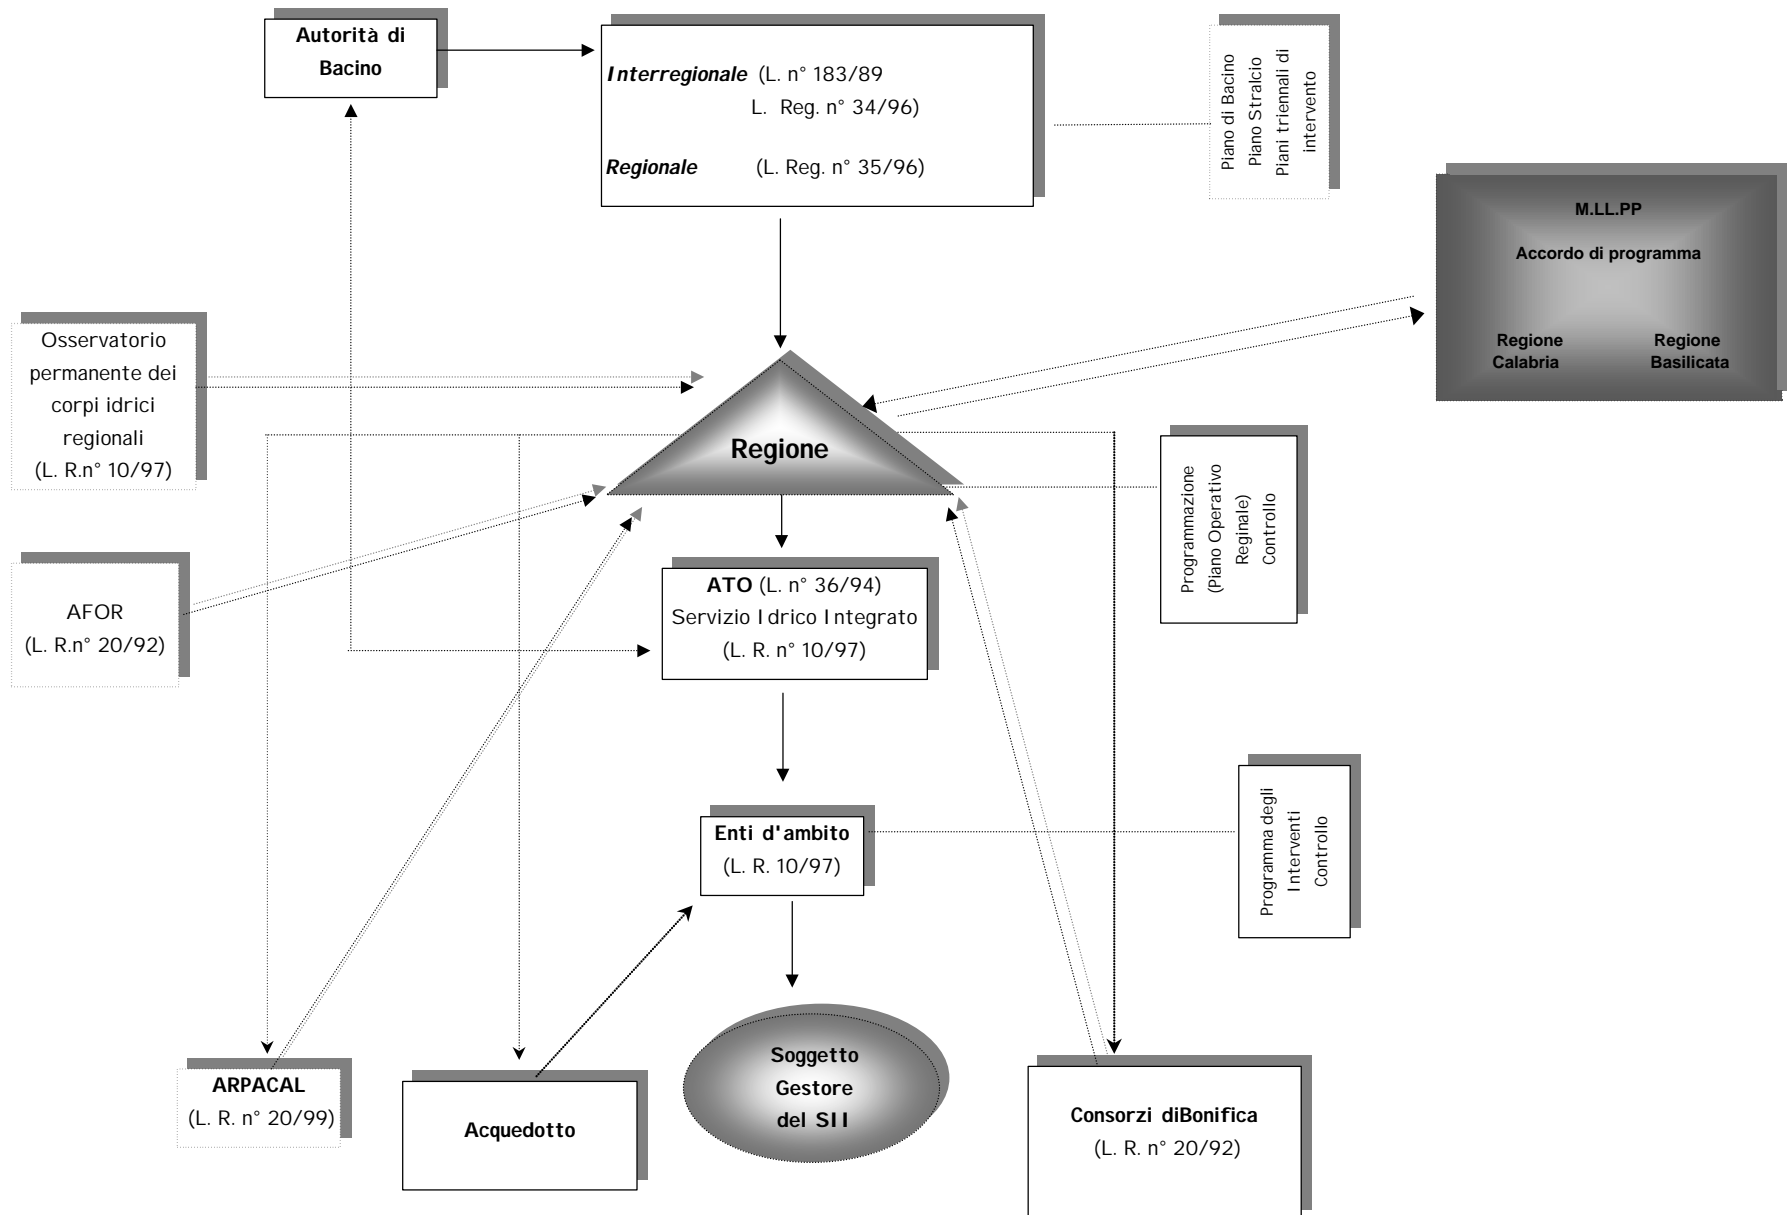 Autorità di
Bacino
Interregionale (L. n° 183/89
L. Reg. n° 34/96)
Regionale (L. Reg. n° 35/96)
Piano di Bacino
Piano Stralcio
Piani triennali di
intervento
M.LL.PP
Accordo di programma
Regione
Calabria
Regione
Basilicata
Osservatorio
permanente dei
corpi idrici
regionali
(L. R.n° 10/97)
Regione
Programmazione
(Piano Operativo
Reginale)
Controllo
AFOR
(L. R.n° 20/92)
ATO (L. n° 36/94)
Servizio Idrico Integrato
(L. R. n° 10/97)
Enti d'ambito
(L. R. 10/97)
Programma degli
Interventi
Controllo
ARPACAL
(L. R. n° 20/99)
Acquedotto
Soggetto
Gestore
del SII
Consorzi diBonifica
(L. R. n° 20/92)